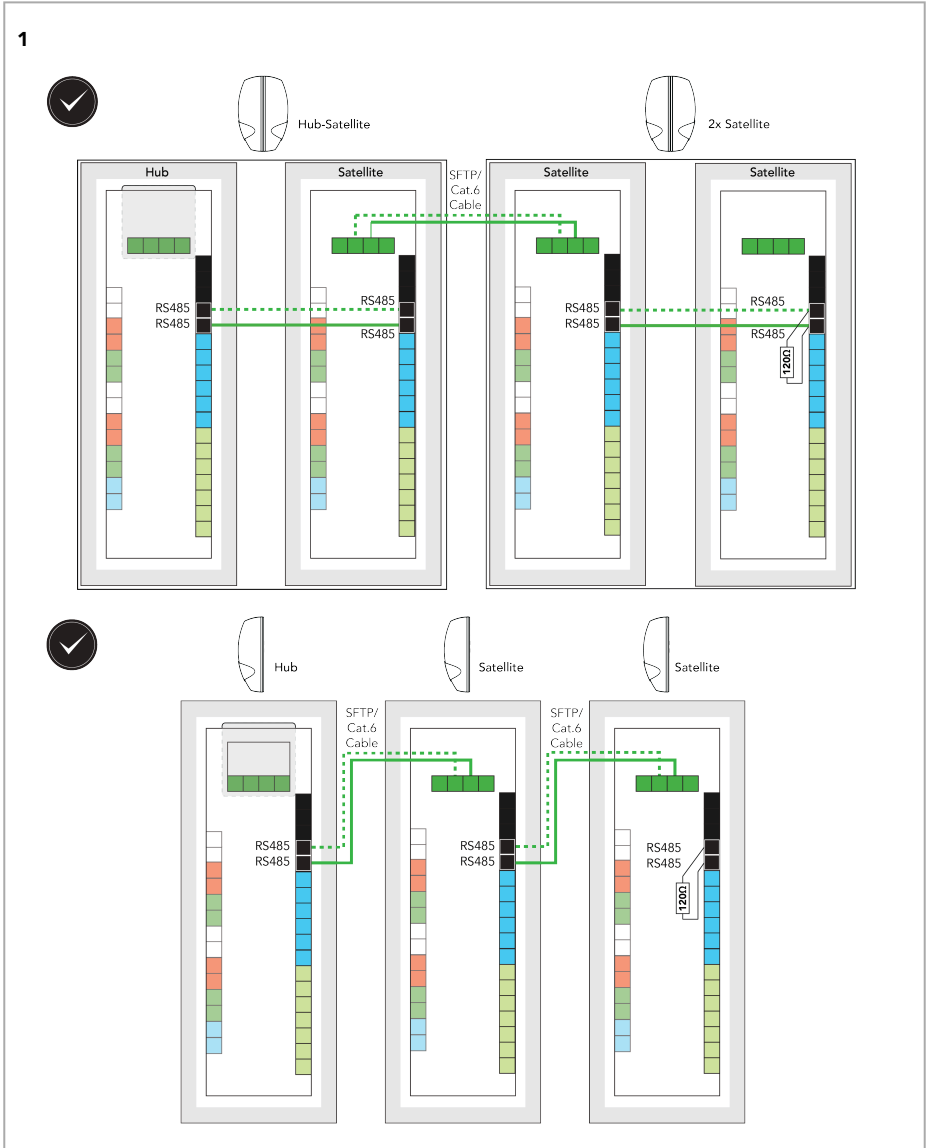 1
Hub-Satellite
2x Satellite
Hub
Satellite
SFTP/
Cat.6
Cable
Satellite
Satellite
RS485
RS485
RS485
RS485
RS485
RS485
RS485
RS485
120Ω
Hub
Satellite
Satellite
SFTP/
Cat.6
Cable
SFTP/
Cat.6
Cable
RS485
RS485
RS485
RS485
RS485
RS485
120Ω